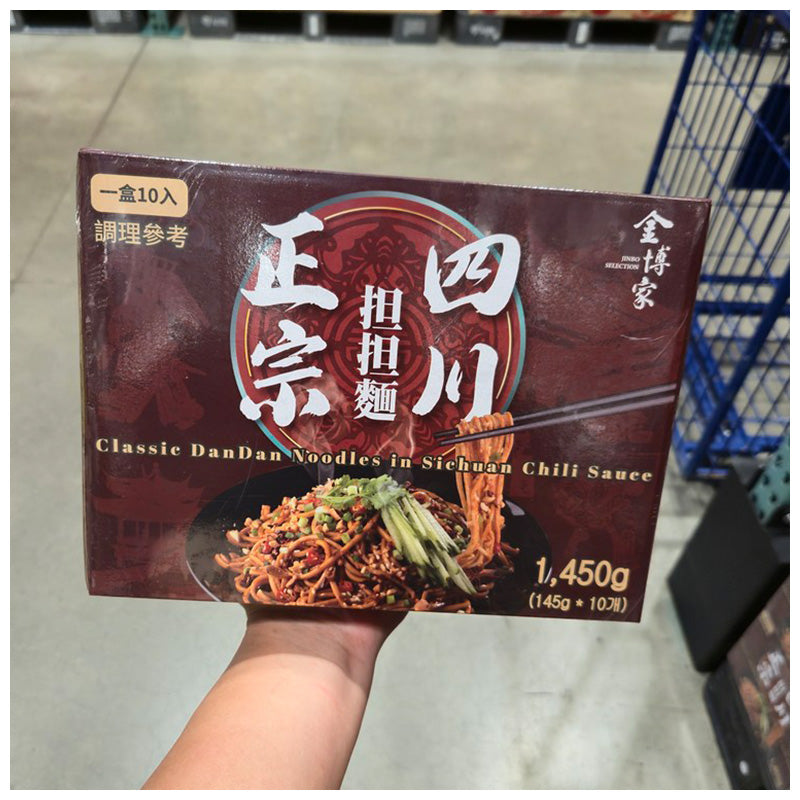 一盒10入
調理參考
四川
担担麵
正宗
金博家
JINBO
SELECTION
Classic DanDan Noodles in Sichuan Chili Sauce
1,450g
(145g * 10개)